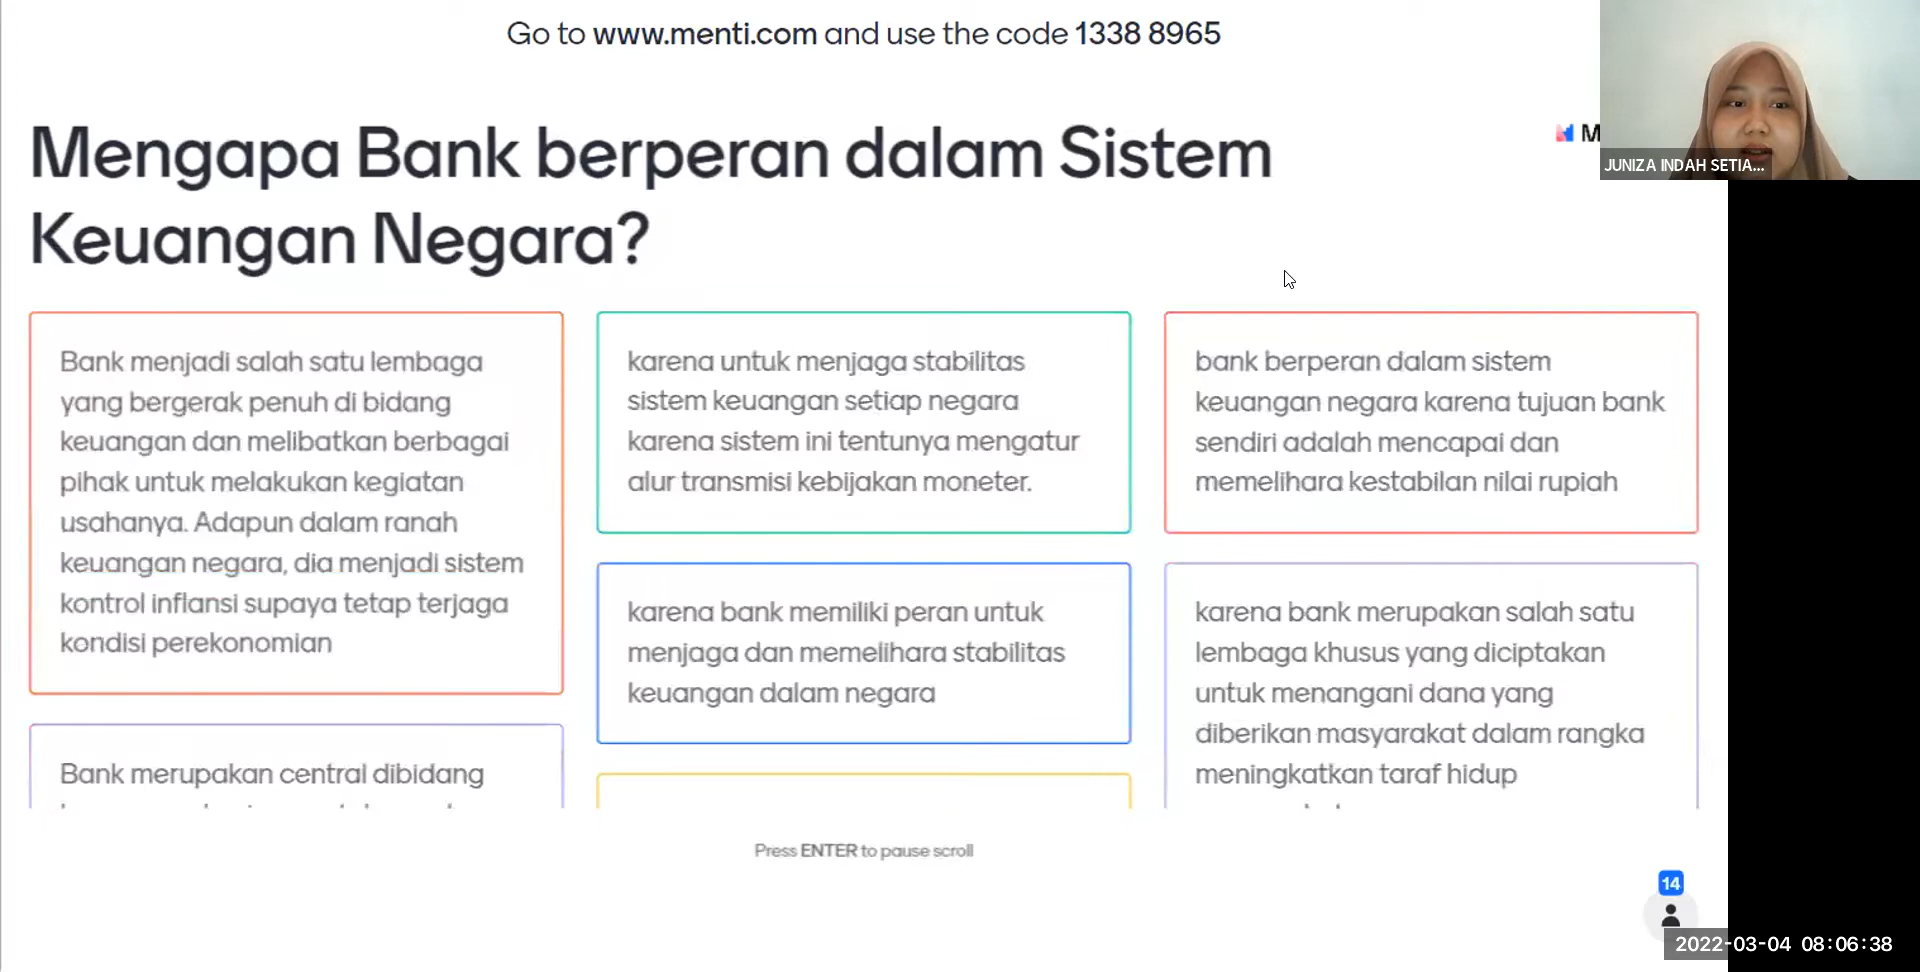 Go to www.menti.com and use the code 1338 8965
M
JUNIZA INDAH SETIA...
Mengapa Bank berperan dalam Sistem
Keuangan Negara?
Bank menjadi salah satu lembaga
yang bergerak penuh di bidang
keuangan dan melibatkan berbagai
pihak untuk melakukan kegiatan
usahanya. Adapun dalam ranah
keuangan negara, dia menjadi sistem
kontrol inflansi supaya tetap terjaga
kondisi perekonomian
Bank merupakan central dibidang
karena untuk menjaga stabilitas
sistem keuangan setiap negara
karena sistem ini tentunya mengatur
alur transmisi kebijakan moneter.
karena bank memiliki peran untuk
menjaga dan memelihara stabilitas
keuangan dalam negara
bank berperan dalam sistem
keuangan negara karena tujuan bank
sendiri adalah mencapai dan
memelihara kestabilan nilai rupiah
karena bank merupakan salah satu
lembaga khusus yang diciptakan
untuk menangani dana yang
diberikan masyarakat dalam rangka
meningkatkan taraf hidup
Press ENTER to pause scroll
14
2022-03-04 08:06:38